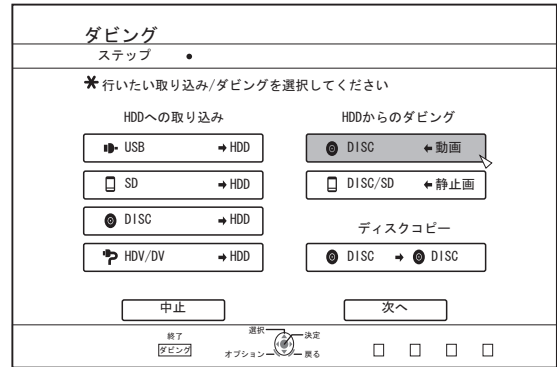 ダビング
ステップ
行いたい取り込み/ダビングを選択してください
HDDへの取り込み
USB → HDD
SD → HDD
DISC → HDD
HDV/DV → HDD
HDDからのダビング
DISC ← 動画
DISC/SD ← 静止画
ディスクコピー
DISC → DISC
中止
次へ
終了
ダビング
選択
決定
オプション
戻る